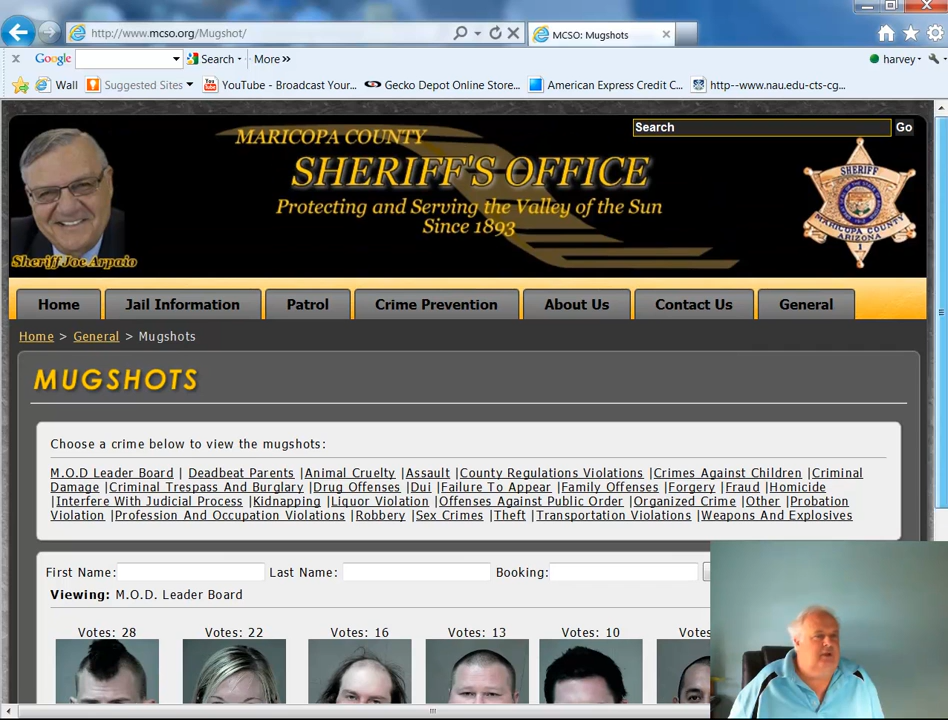 http://www.mcso.org/Mugshot/
MCSO: Mugshots
x Google Search More » harvey
Wall Suggested Sites YouTube - Broadcast Your... Gecko Depot Online Store... American Express Credit C... http--www.nau.edu-cts-cg...
Search Go
MARICOPA COUNTY
SHERIFF'S OFFICE
Protecting and Serving the Valley of the Sun
Since 1893
Sheriff Joe Arpaio
SHERIFF
MARICOPA COUNTY
ARIZONA
1
Home Jail Information Patrol Crime Prevention About Us Contact Us General
Home > General > Mugshots
MUGSHOTS
Choose a crime below to view the mugshots:
M.O.D Leader Board | Deadbeat Parents |Animal Cruelty |Assault |County Regulations Violations |Crimes Against Children |Criminal
Damage |Criminal Trespass And Burglary |Drug Offenses |Dui |Failure To Appear |Family Offenses |Forgery |Fraud |Homicide
|Interfere With Judicial Process |Kidnapping |Liquor Violation |Offenses Against Public Order |Organized Crime |Other |Probation
Violation |Profession And Occupation Violations |Robbery |Sex Crimes |Theft |Transportation Violations |Weapons And Explosives
First Name: Last Name: Booking:
Viewing: M.O.D. Leader Board
Votes: 28 Votes: 22 Votes: 16 Votes: 13 Votes: 10 Votes